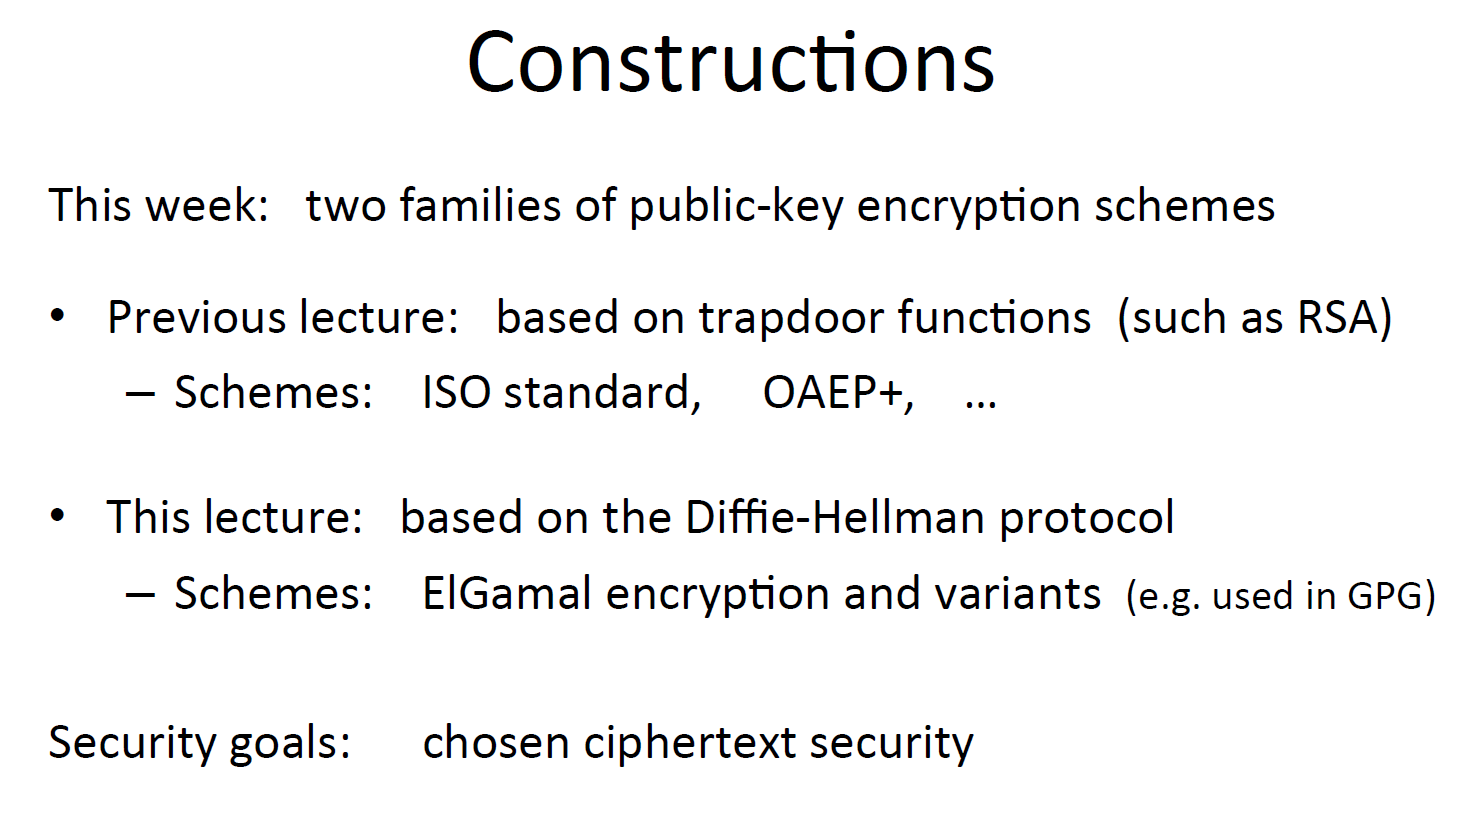 Constructions
This week: two families of public-key encryption schemes
• Previous lecture: based on trapdoor functions (such as RSA)
– Schemes: ISO standard, OAEP+, …
• This lecture: based on the Diffie-Hellman protocol
– Schemes: ElGamal encryption and variants (e.g. used in GPG)
Security goals: chosen ciphertext security